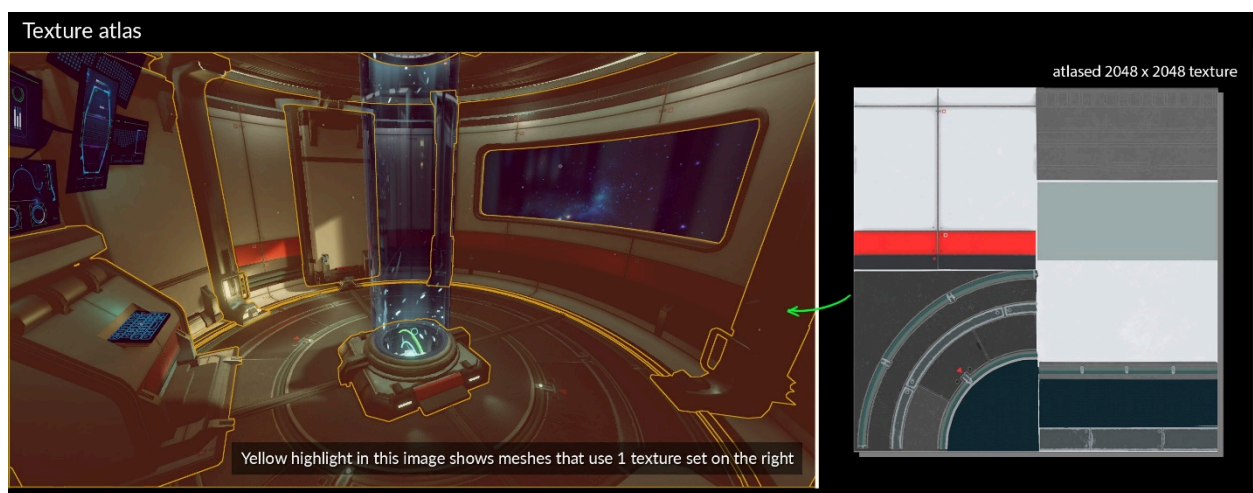 Texture atlas
atlased 2048 x 2048 texture
Yellow highlight in this image shows meshes that use 1 texture set on the right